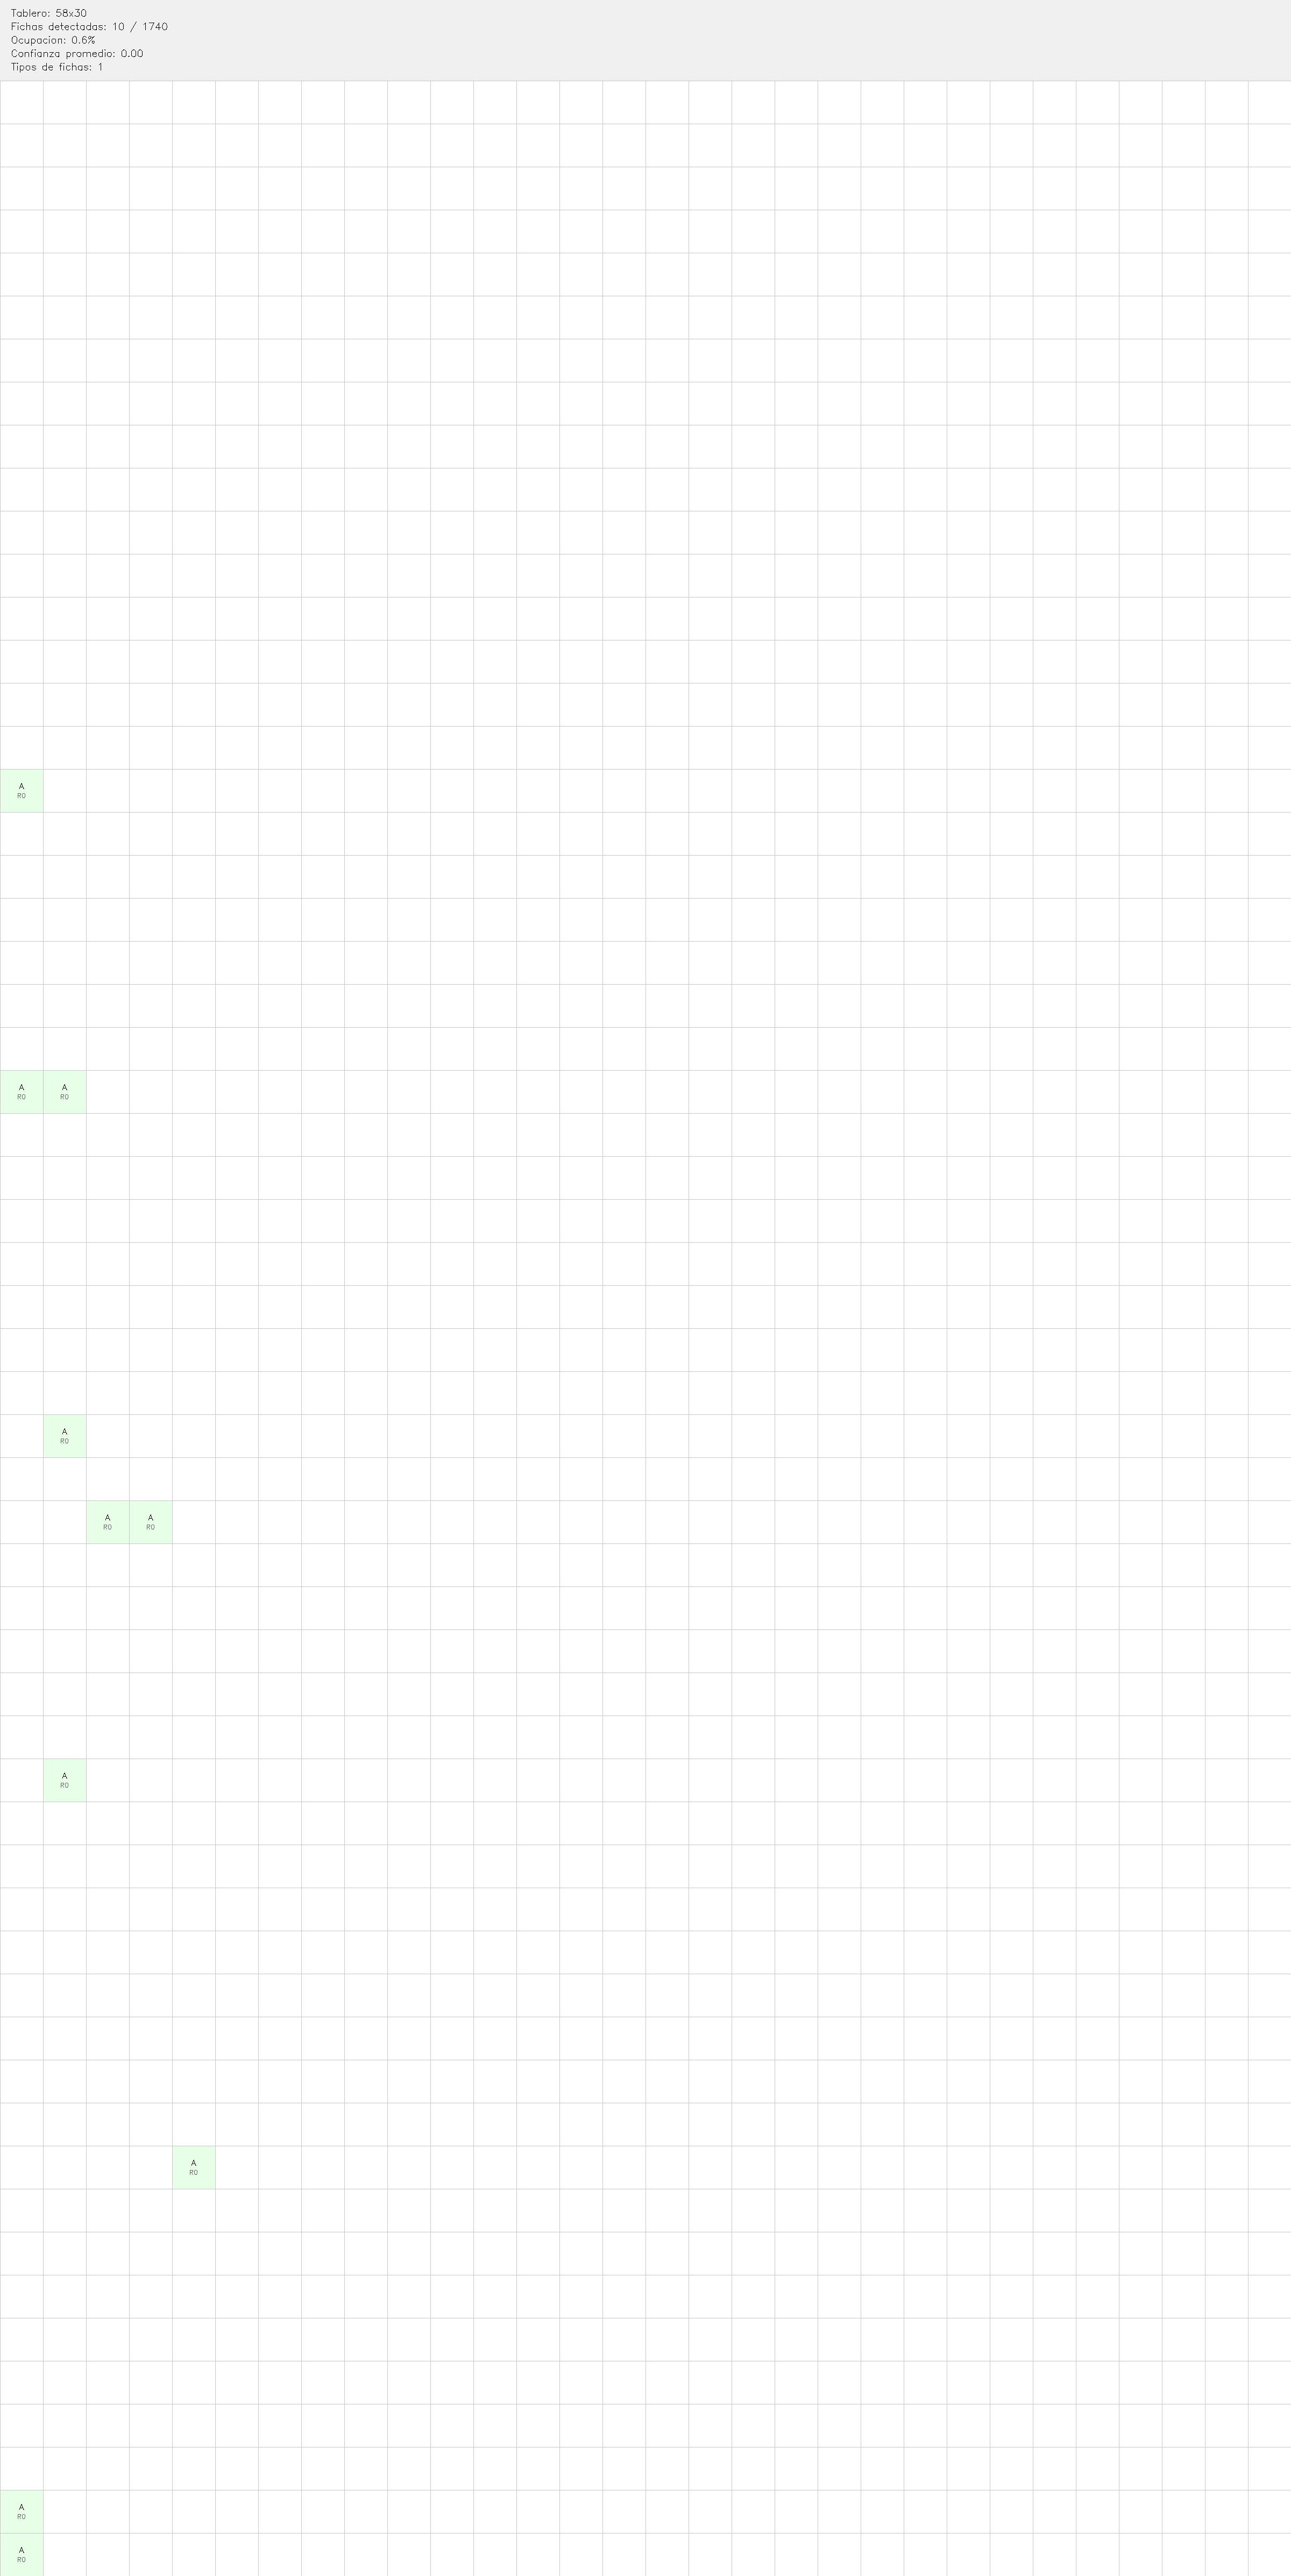 Tablero: 58x30
Fichas detectadas: 10 / 1740
Ocupacion: 0.6%
Confianza promedio: 0.00
Tipos de fichas: 1
A
R0
A A
R0 R0
A
R0
A A
R0 R0
A
R0
A
R0
A
R0
A
R0